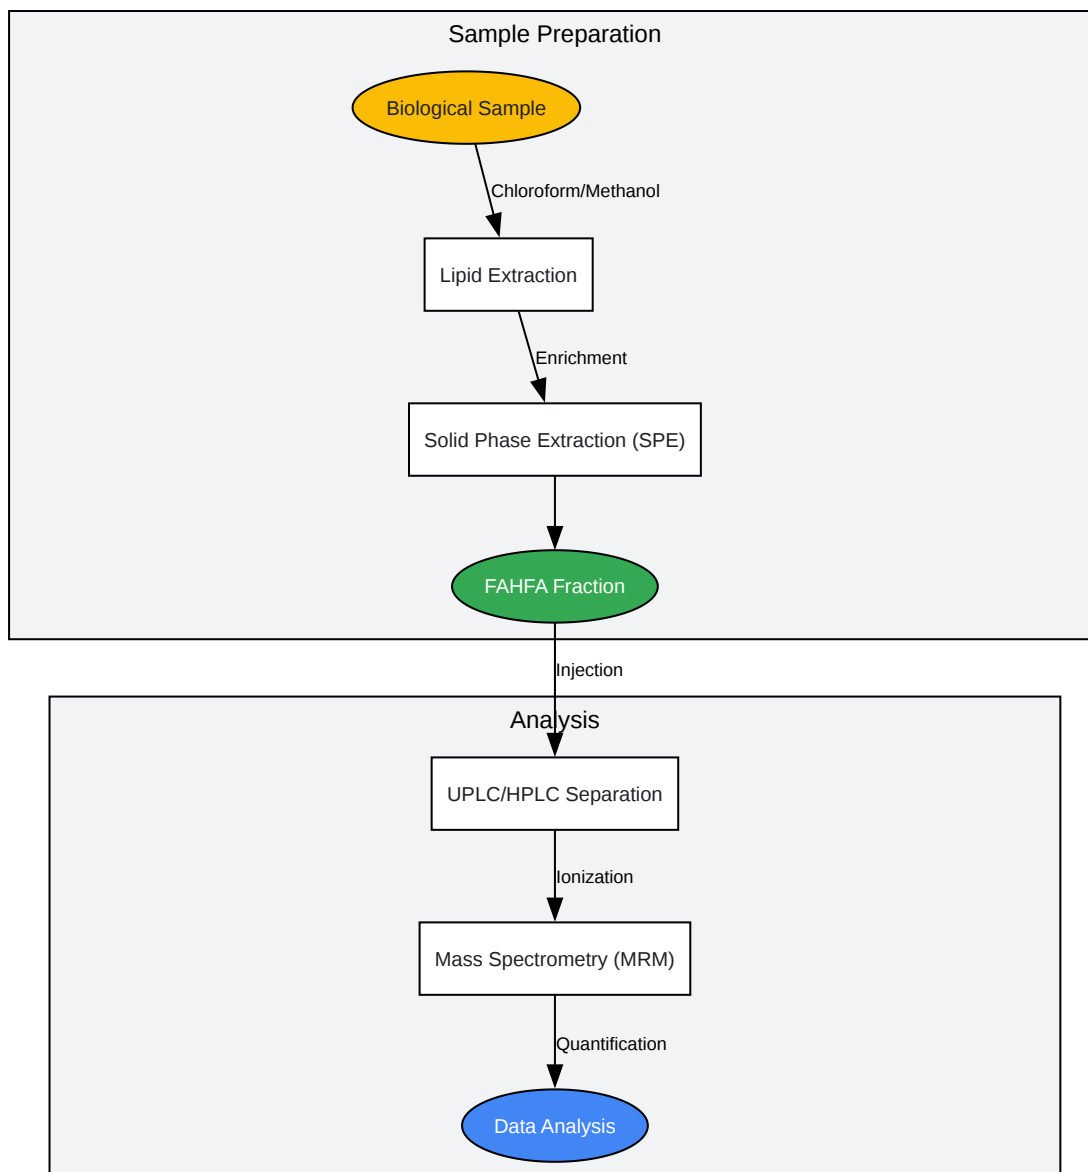 Sample Preparation
Biological Sample
Chloroform/Methanol
Lipid Extraction
Enrichment
Solid Phase Extraction (SPE)
FAHFA Fraction
Injection
Analysis
UPLC/HPLC Separation
Ionization
Mass Spectrometry (MRM)
Quantification
Data Analysis